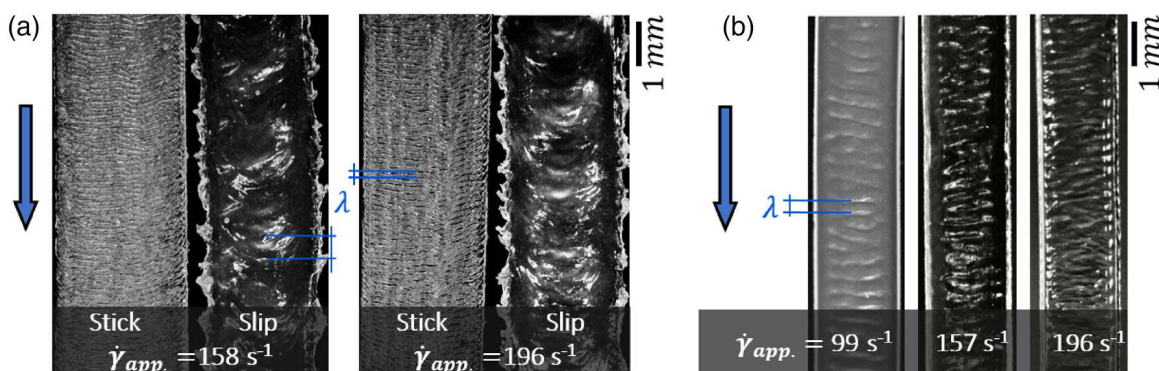 (a)
1 mm
λ
Stick Slip
γ̇app. =158 s-1
Stick Slip
γ̇app. =196 s-1
(b)
1 mm
λ
γ̇app. = 99 s-1
157 s-1
196 s-1